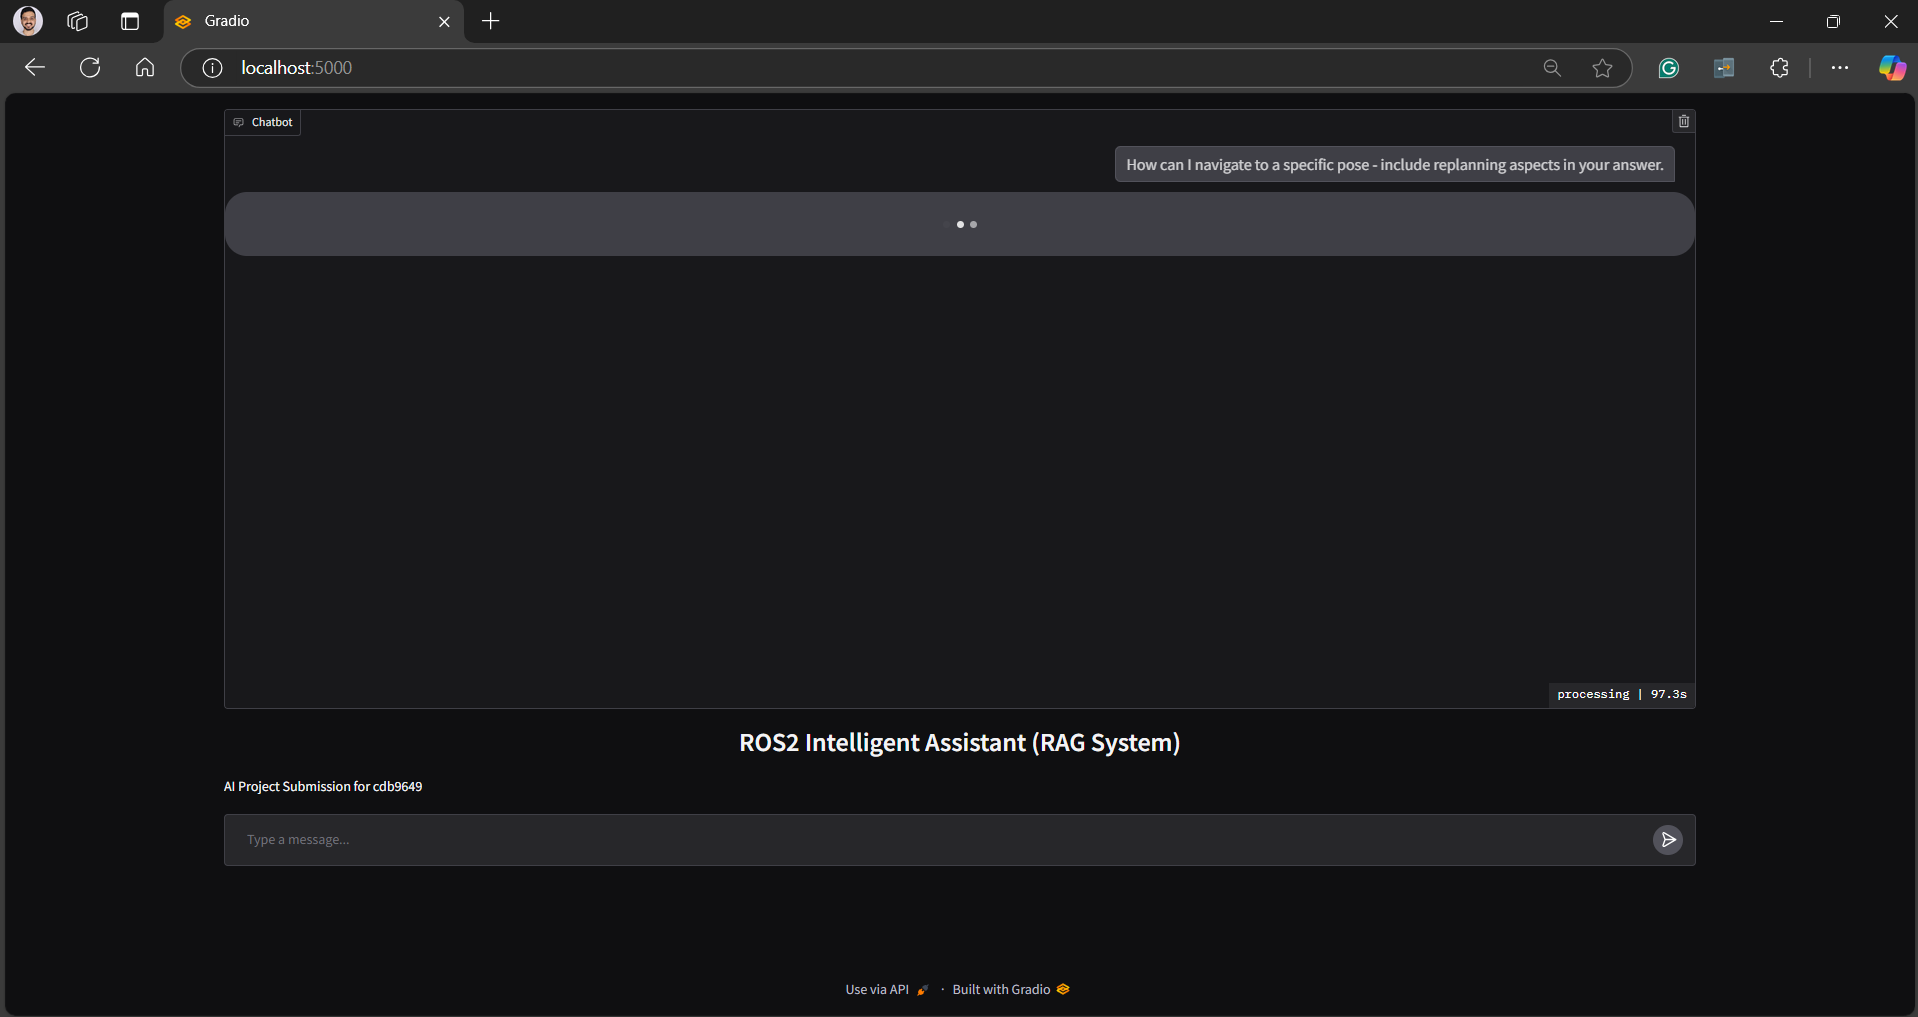 Gradio
localhost:5000
Chatbot
How can I navigate to a specific pose - include replanning aspects in your answer.
processing | 97.3s
ROS2 Intelligent Assistant (RAG System)
AI Project Submission for cdb9649
Type a message...
Use via API · Built with Gradio